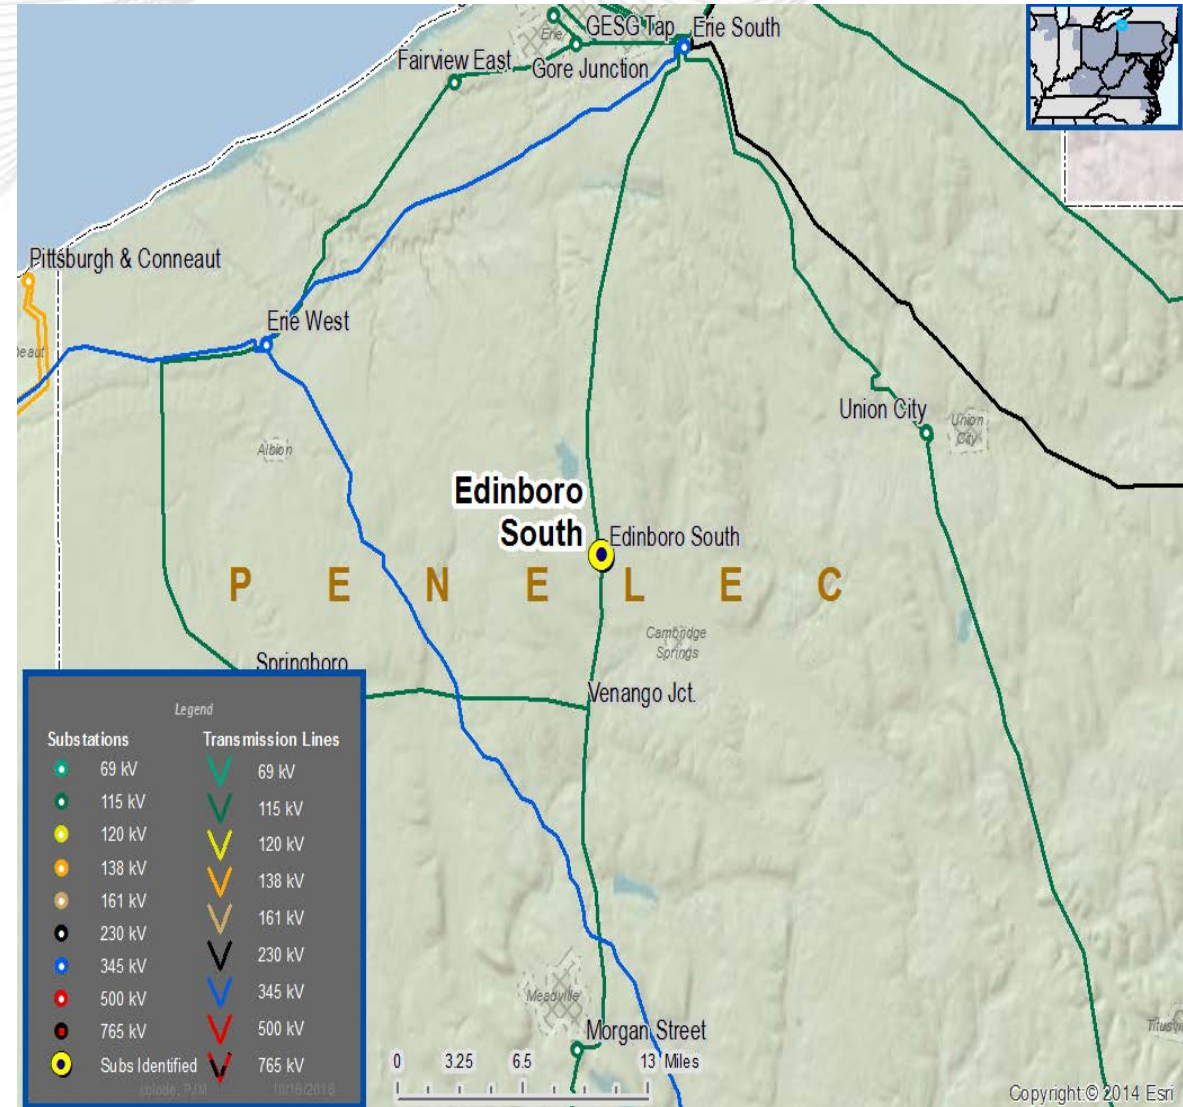 GESG Tap
Erie South
Erie
Fairview East
Gore Junction
Pittsburgh & Conneaut
Erie West
Union City
Union
City
Albion
Edinboro
South
Edinboro South
P E N E L E C
Cambridge
Springs
Springboro
Venango Jct.
Legend
Substations
Transmission Lines
69 kV
69 kV
115 kV
115 kV
120 kV
120 kV
138 kV
138 kV
161 kV
161 kV
230 kV
230 kV
345 kV
345 kV
500 kV
500 kV
765 kV
765 kV
Subs Identified
Meadville
Morgan Street
0 3.25 6.5 13 Miles
Copyright:© 2014 Esri